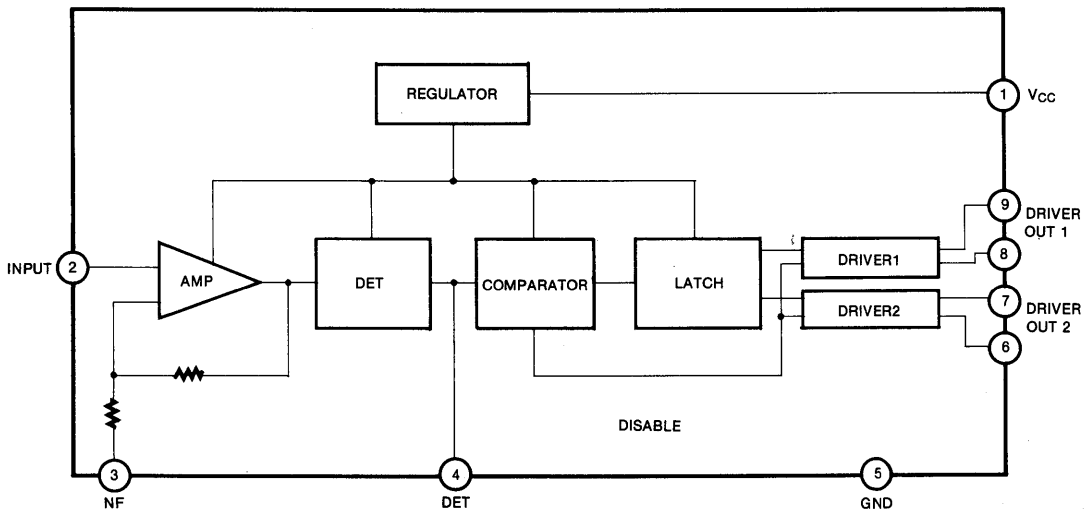 REGULATOR
1
VCC
9
DRIVER
OUT 1
8
INPUT
2
AMP
DET
COMPARATOR
LATCH
DRIVER1
DRIVER2
7
DRIVER
OUT 2
6
DISABLE
3
NF
4
DET
5
GND